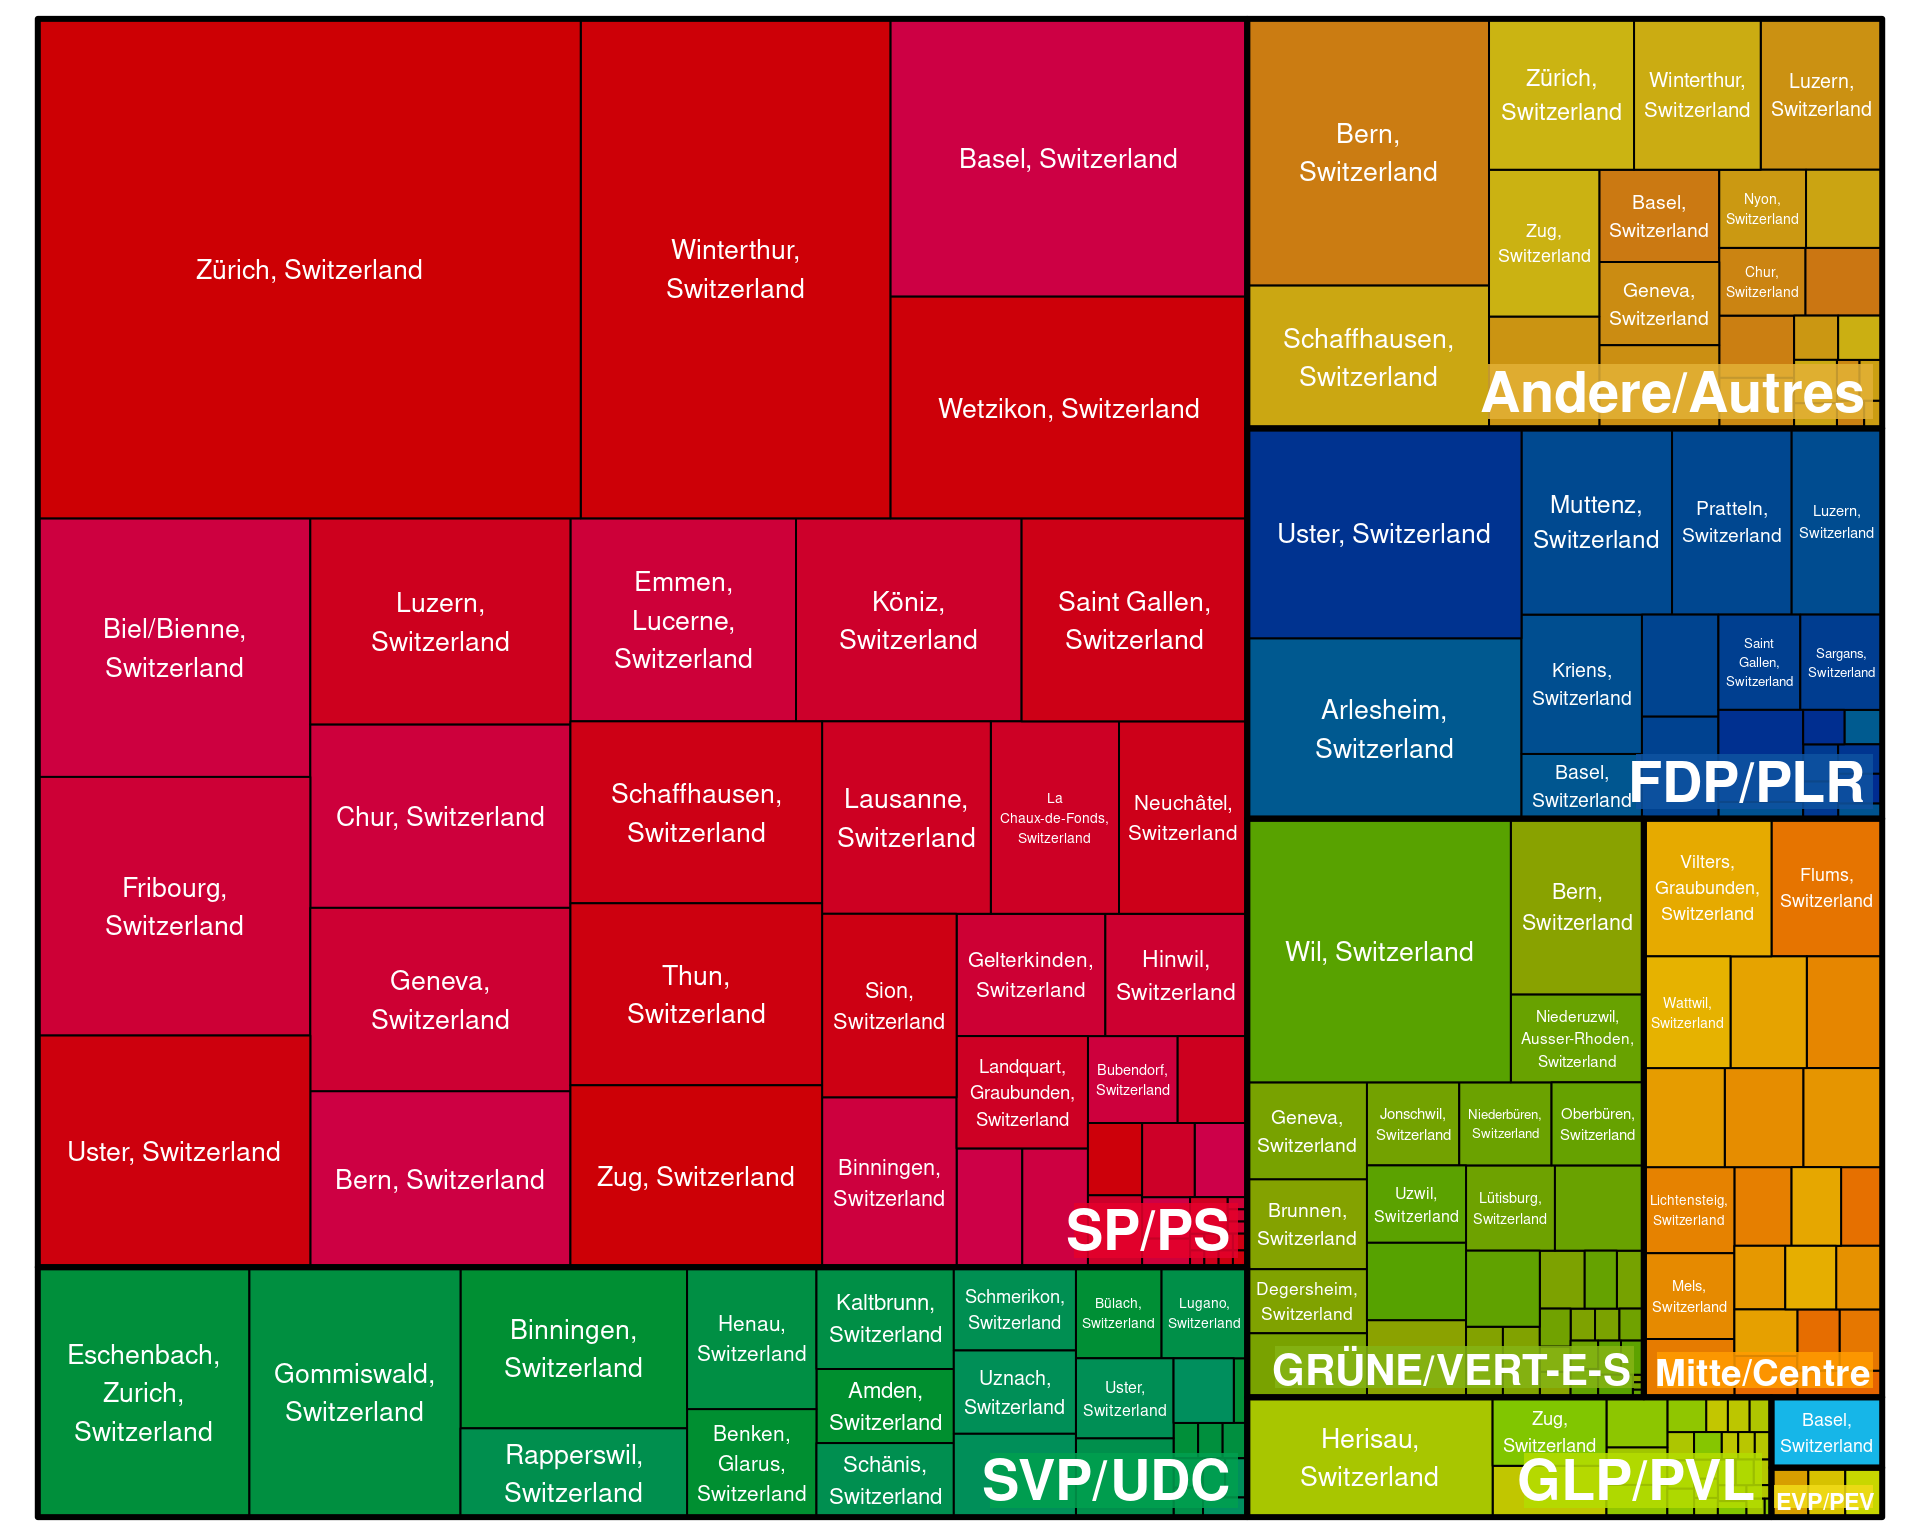 Zürich, Switzerland
Winterthur,
Switzerland
Basel, Switzerland
Wetzikon, Switzerland
Biel/Bienne,
Switzerland
Luzern,
Switzerland
Emmen,
Lucerne,
Switzerland
Köniz,
Switzerland
Saint Gallen,
Switzerland
Fribourg,
Switzerland
Chur, Switzerland
Schaffhausen,
Switzerland
Lausanne,
Switzerland
La
Chaux-de-Fonds,
Switzerland
Neuchâtel,
Switzerland
Uster, Switzerland
Geneva,
Switzerland
Thun,
Switzerland
Sion,
Switzerland
Gelterkinden,
Switzerland
Hinwil,
Switzerland
Bern, Switzerland
Zug, Switzerland
Binningen,
Switzerland
Landquart,
Graubunden,
Switzerland
Bubendorf,
Switzerland
SP/PS
Eschenbach,
Zurich,
Switzerland
Gommiswald,
Switzerland
Binningen,
Switzerland
Rapperswil,
Switzerland
Henau,
Switzerland
Benken,
Glarus,
Switzerland
Kaltbrunn,
Switzerland
Amden,
Switzerland
Schänis,
Switzerland
Schmerikon,
Switzerland
Uznach,
Switzerland
Bülach,
Switzerland
Lugano,
Switzerland
Uster,
Switzerland
SVP/UDC
Bern,
Switzerland
Schaffhausen,
Switzerland
Zürich,
Switzerland
Winterthur,
Switzerland
Luzern,
Switzerland
Zug,
Switzerland
Basel,
Switzerland
Geneva,
Switzerland
Nyon,
Switzerland
Chur,
Switzerland
Andere/Autres
Uster, Switzerland
Arlesheim,
Switzerland
Muttenz,
Switzerland
Pratteln,
Switzerland
Luzern,
Switzerland
Kriens,
Switzerland
Saint
Gallen,
Switzerland
Sargans,
Switzerland
Basel,
Switzerland
FDP/PLR
Wil, Switzerland
Bern,
Switzerland
Niederuzwil,
Ausser-Rhoden,
Switzerland
Geneva,
Switzerland
Jonschwil,
Switzerland
Niederbüren,
Switzerland
Oberbüren,
Switzerland
Brunnen,
Switzerland
Uzwil,
Switzerland
Lütisburg,
Switzerland
Degersheim,
Switzerland
GRÜNE/VERT-E-S
Vilters,
Graubunden,
Switzerland
Flums,
Switzerland
Wattwil,
Switzerland
Lichtensteig,
Switzerland
Mels,
Switzerland
Mitte/Centre
Herisau,
Switzerland
Zug,
Switzerland
GLP/PVL
Basel,
Switzerland
EVP/PEV